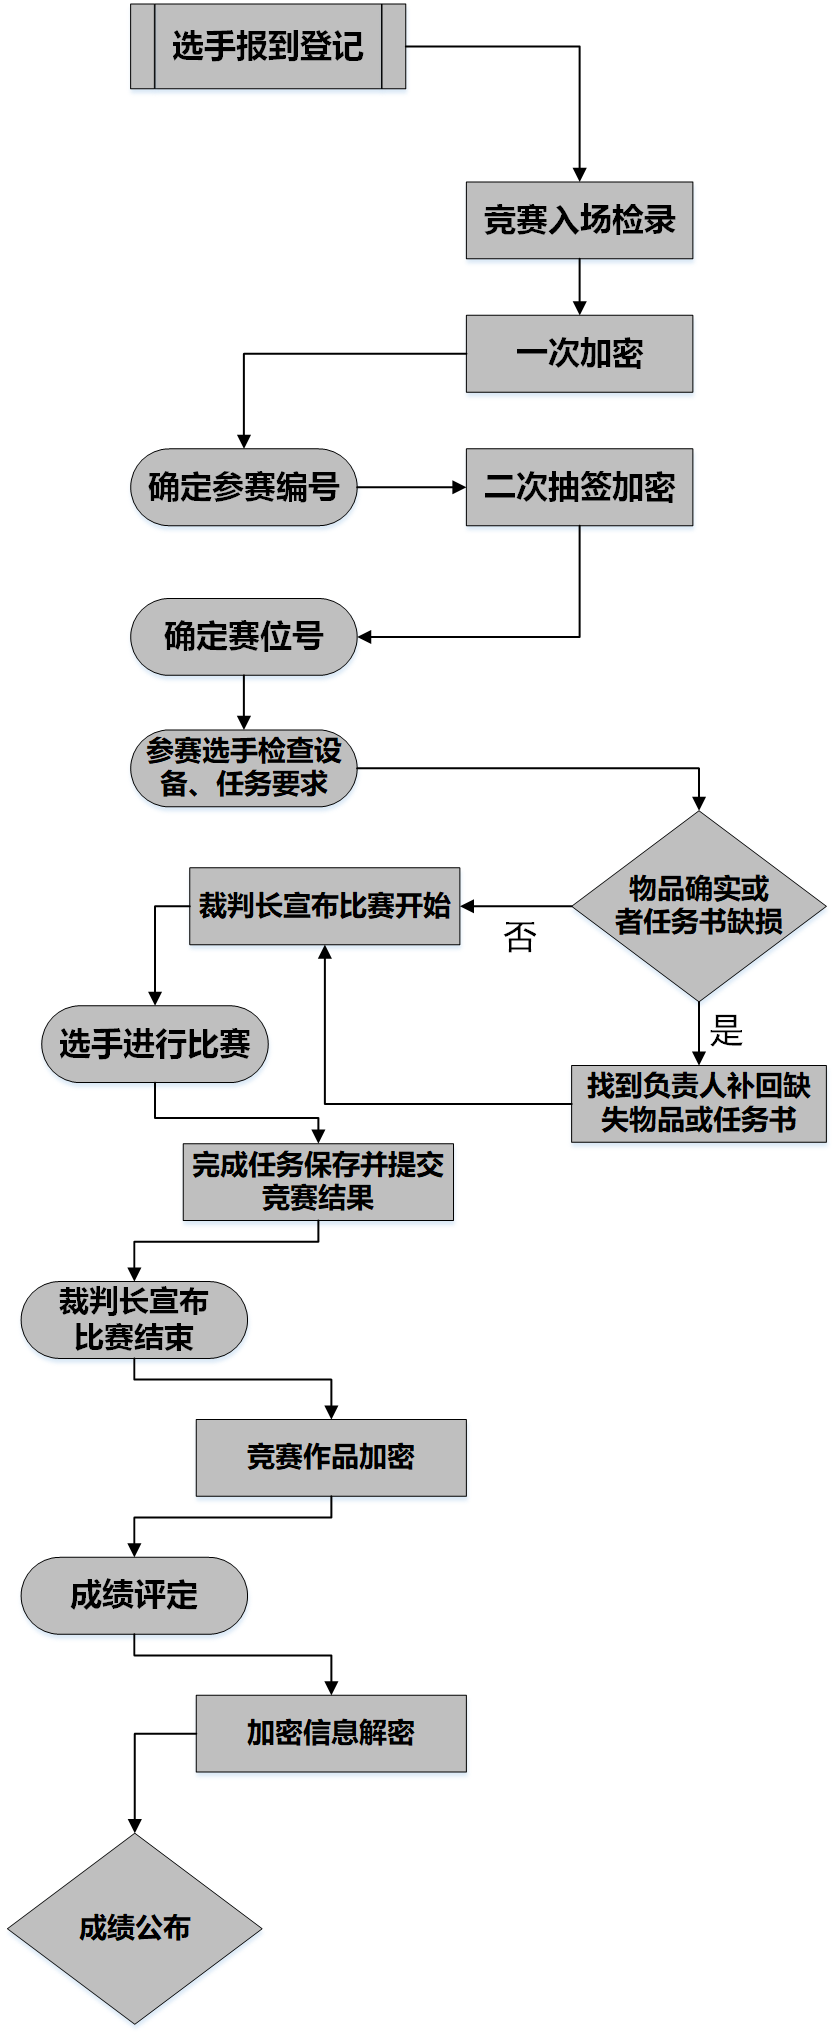 选手报到登记
竞赛入场检录
一次加密
确定参赛编号
二次抽签加密
确定赛位号
参赛选手检查设
备、任务要求
物品确实或
者任务书缺损
裁判长宣布比赛开始
否
是
选手进行比赛
找到负责人补回缺
失物品或任务书
完成任务保存并提交
竞赛结果
裁判长宣布
比赛结束
竞赛作品加密
成绩评定
加密信息解密
成绩公布